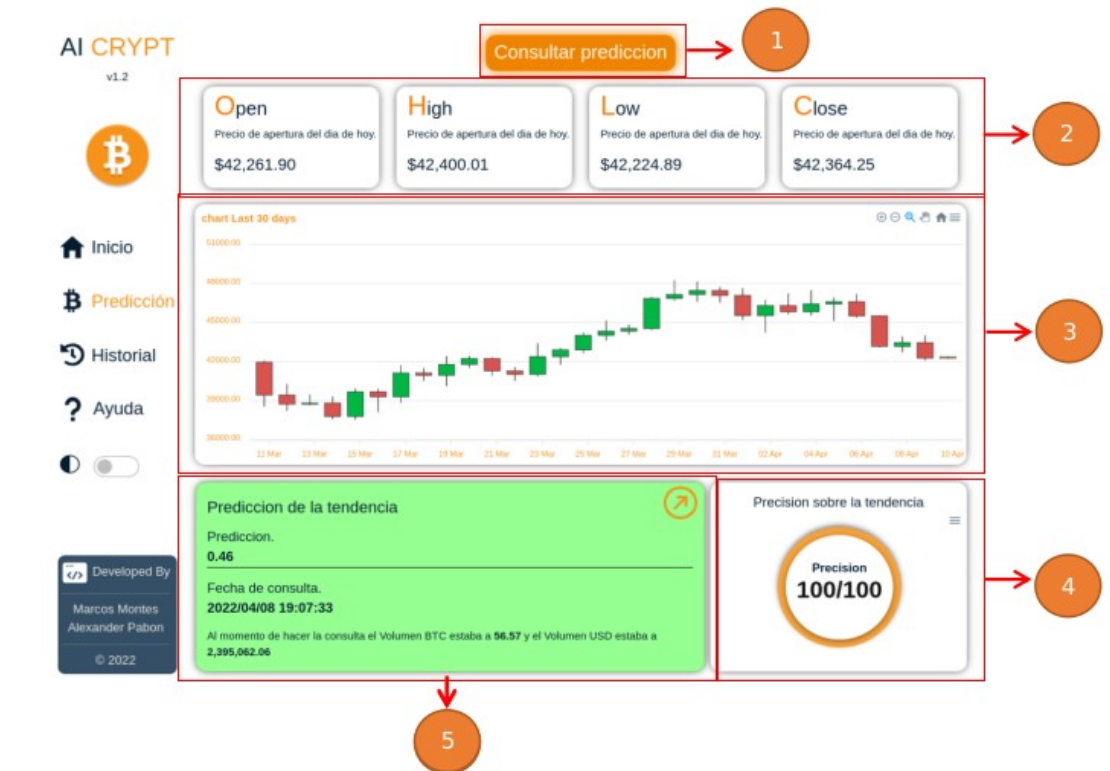 AI CRYPT
v1.2
Consultar prediccion
1
Open
Precio de apertura del dia de hoy.
$42,261.90
High
Precio de apertura del dia de hoy.
$42,400.01
Low
Precio de apertura del dia de hoy.
$42,224.89
Close
Precio de apertura del dia de hoy.
$42,364.25
2
Inicio
Predicción
Historial
Ayuda
chart Last 30 days
51000.00
48000.00
45000.00
42000.00
39000.00
36000.00
11 Mar 13 Mar 15 Mar 17 Mar 19 Mar 21 Mar 23 Mar 25 Mar 27 Mar 29 Mar 31 Mar 02 Apr 04 Apr 06 Apr 08 Apr 10 Apr
3
Prediccion de la tendencia
Prediccion.
0.46
Fecha de consulta.
2022/04/08 19:07:33
Al momento de hacer la consulta el Volumen BTC estaba a 56.57 y el Volumen USD estaba a
2,395,062.06
Precision sobre la tendencia
Precision
100/100
4
Developed By
Marcos Montes
Alexander Pabon
© 2022
5